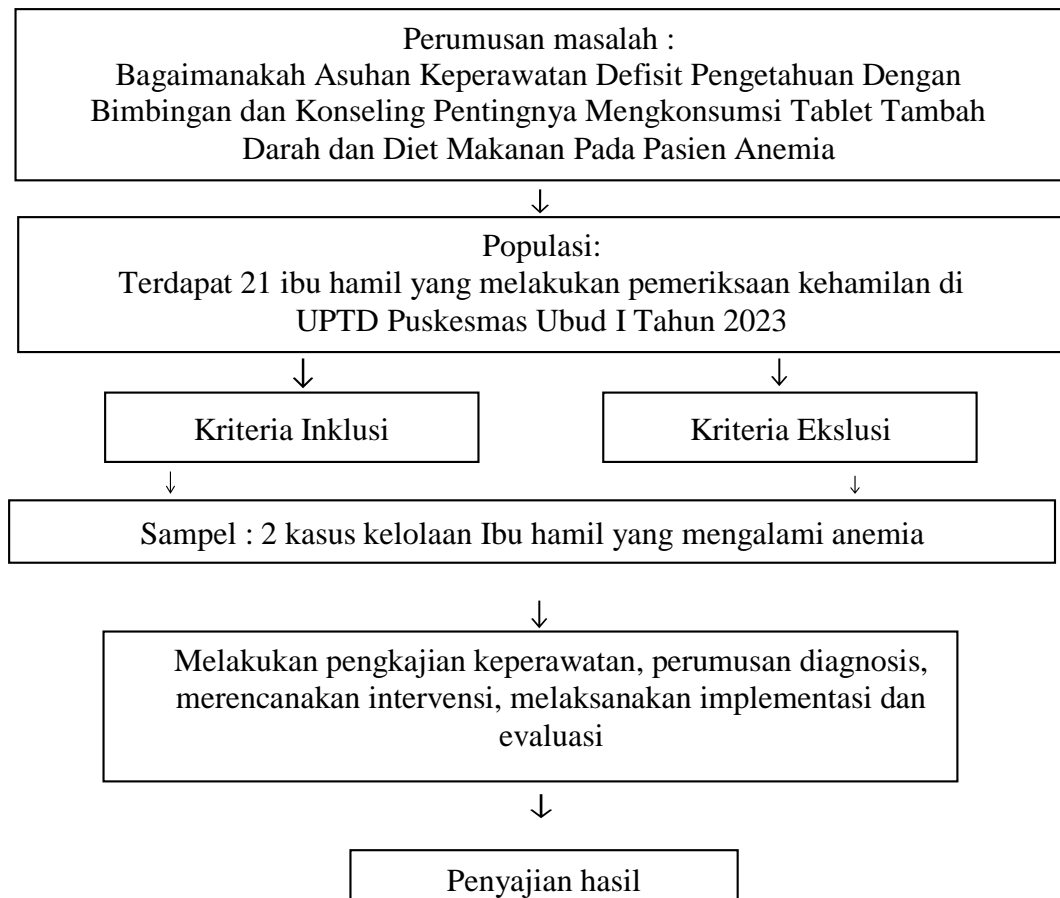 Perumusan masalah :
Bagaimanakah Asuhan Keperawatan Defisit Pengetahuan Dengan
Bimbingan dan Konseling Pentingnya Mengkonsumsi Tablet Tambah
Darah dan Diet Makanan Pada Pasien Anemia
Populasi:
Terdapat 21 ibu hamil yang melakukan pemeriksaan kehamilan di
UPTD Puskesmas Ubud I Tahun 2023
Kriteria Inklusi
Kriteria Ekslusi
Sampel : 2 kasus kelolaan Ibu hamil yang mengalami anemia
Melakukan pengkajian keperawatan, perumusan diagnosis,
merencanakan intervensi, melaksanakan implementasi dan
evaluasi
Penyajian hasil